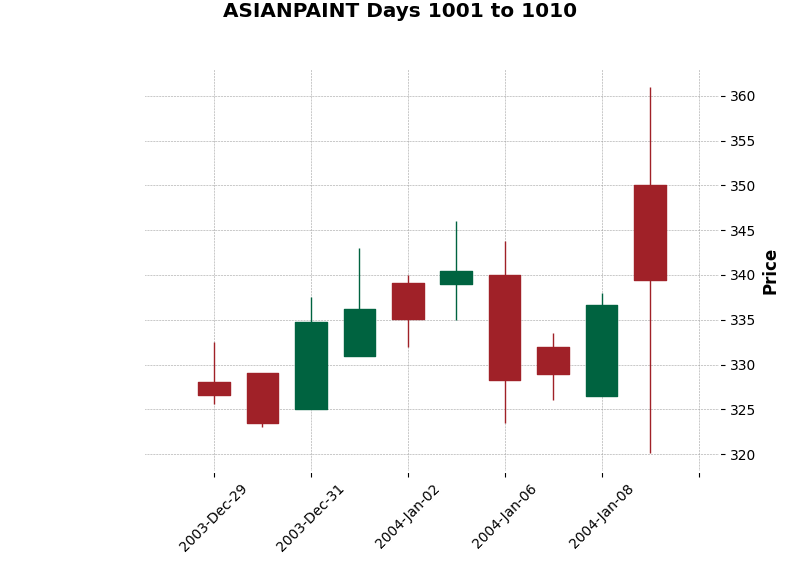 ASIANPAINT Days 1001 to 1010
360
355
350
345
340
335
330
325
320
Price
2003-Dec-29
2003-Dec-31
2004-Jan-02
2004-Jan-06
2004-Jan-08